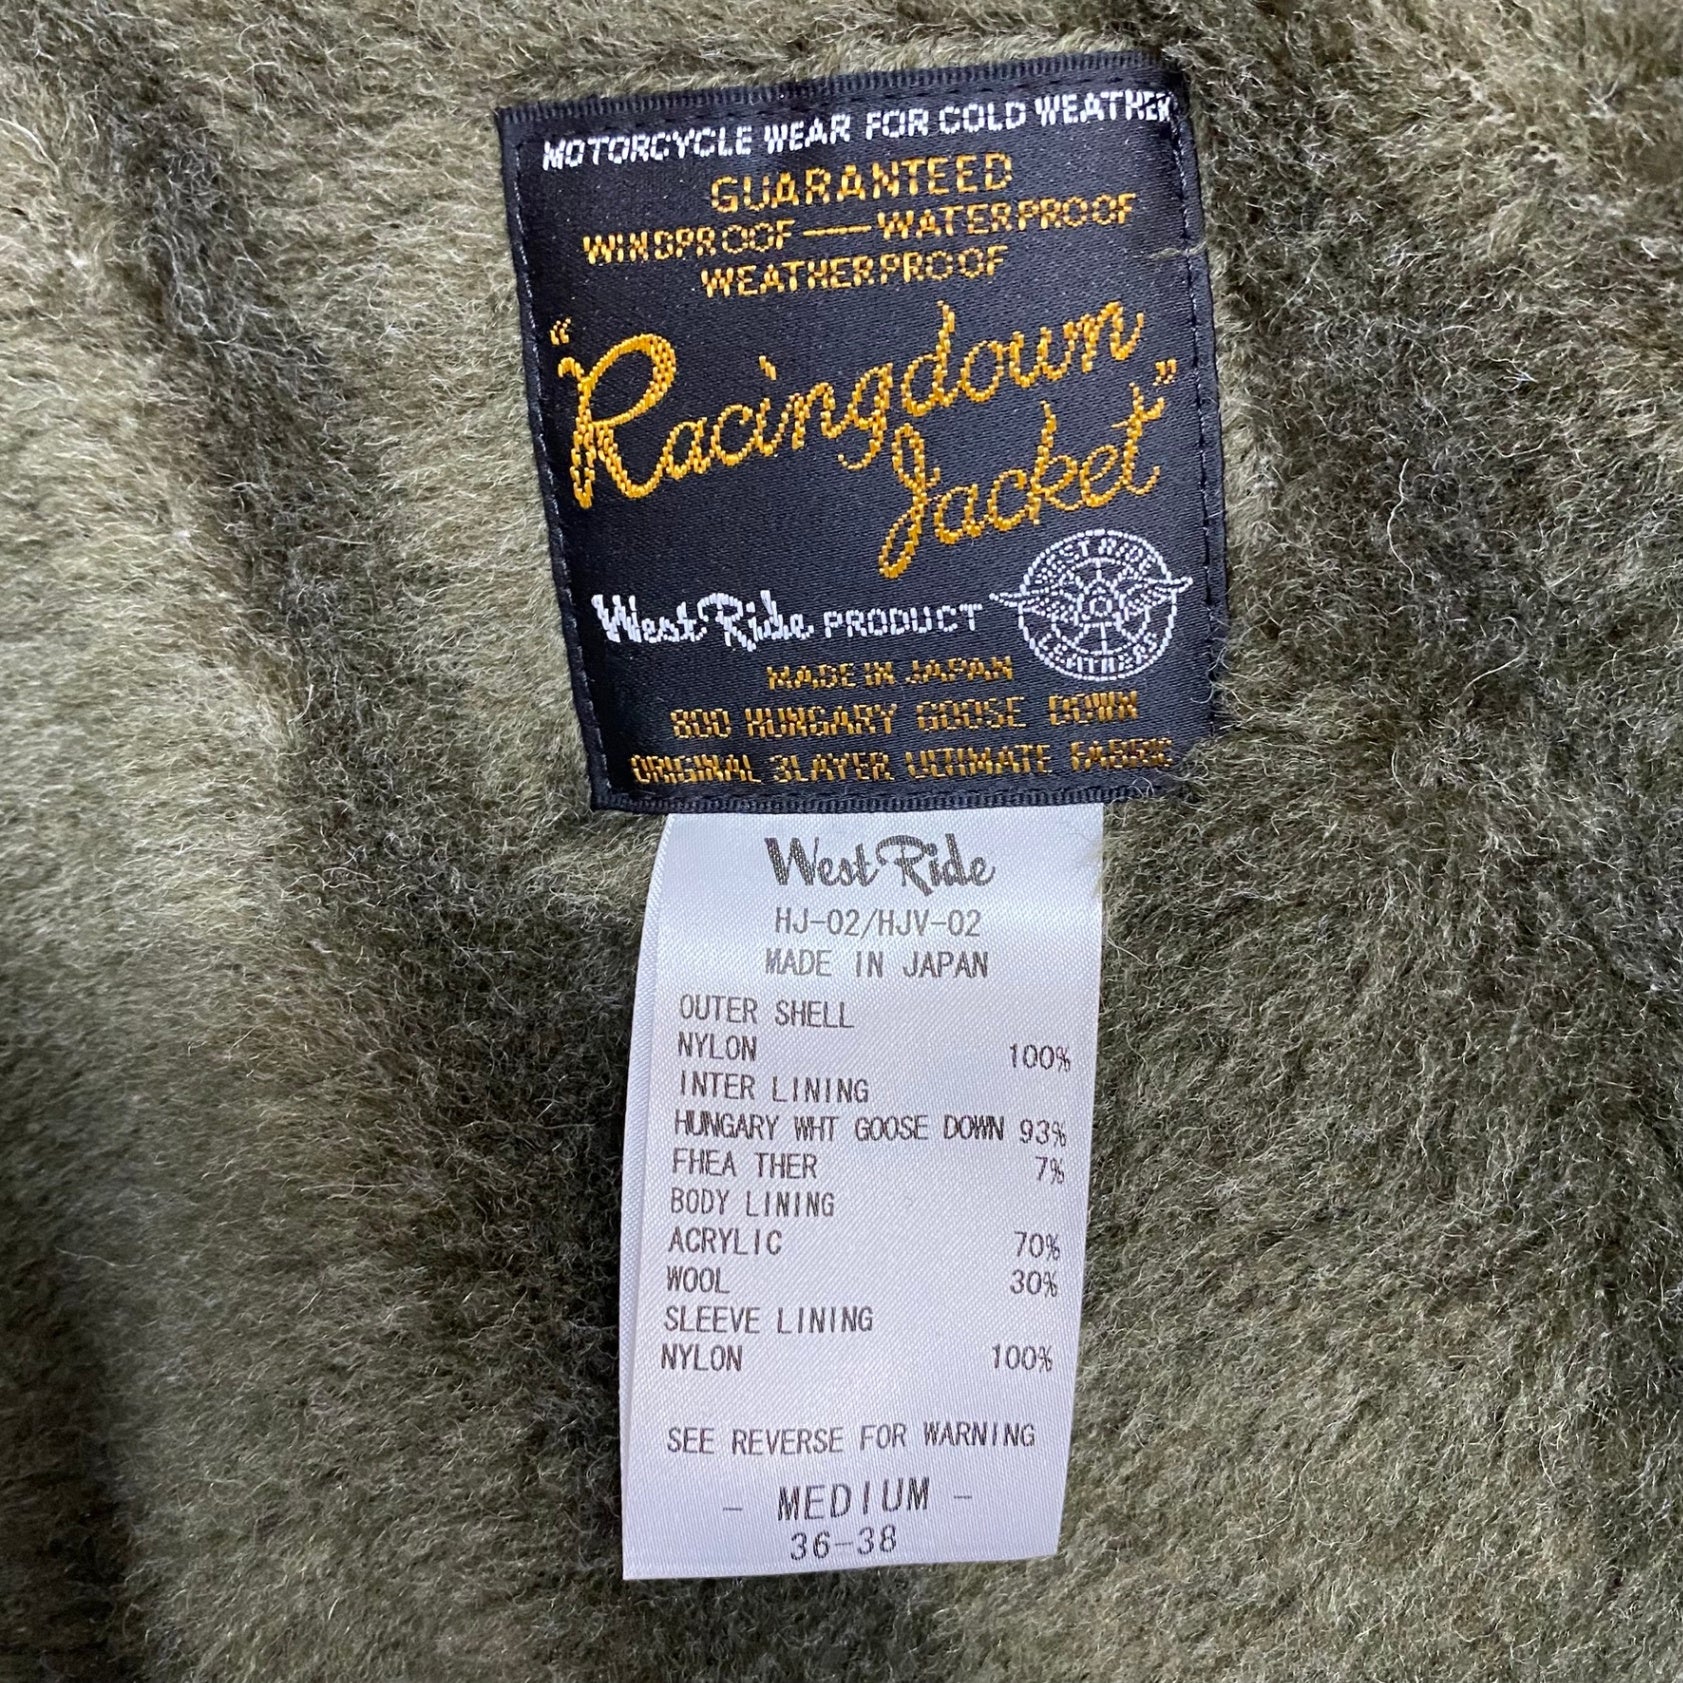 MOTORCYCLE WEAR FOR COLD WEATHER
GUARANTEED
WINDPROOF — WATERPROOF
WEATHERPROOF
"Racingdown
Jacket"
WEST RIDE
LEATHERS
West Ride PRODUCT
MADE IN JAPAN
800 HUNGARY GOOSE DOWN
ORIGINAL 3LAYER ULTIMATE FABRIC
West Ride
HJ-02/HJV-02
MADE IN JAPAN
OUTER SHELL
NYLON 100%
INTER LINING
HUNGARY WHT GOOSE DOWN 93%
FHEA THER 7%
BODY LINING
ACRYLIC 70%
WOOL 30%
SLEEVE LINING
NYLON 100%
SEE REVERSE FOR WARNING
- MEDIUM -
36-38